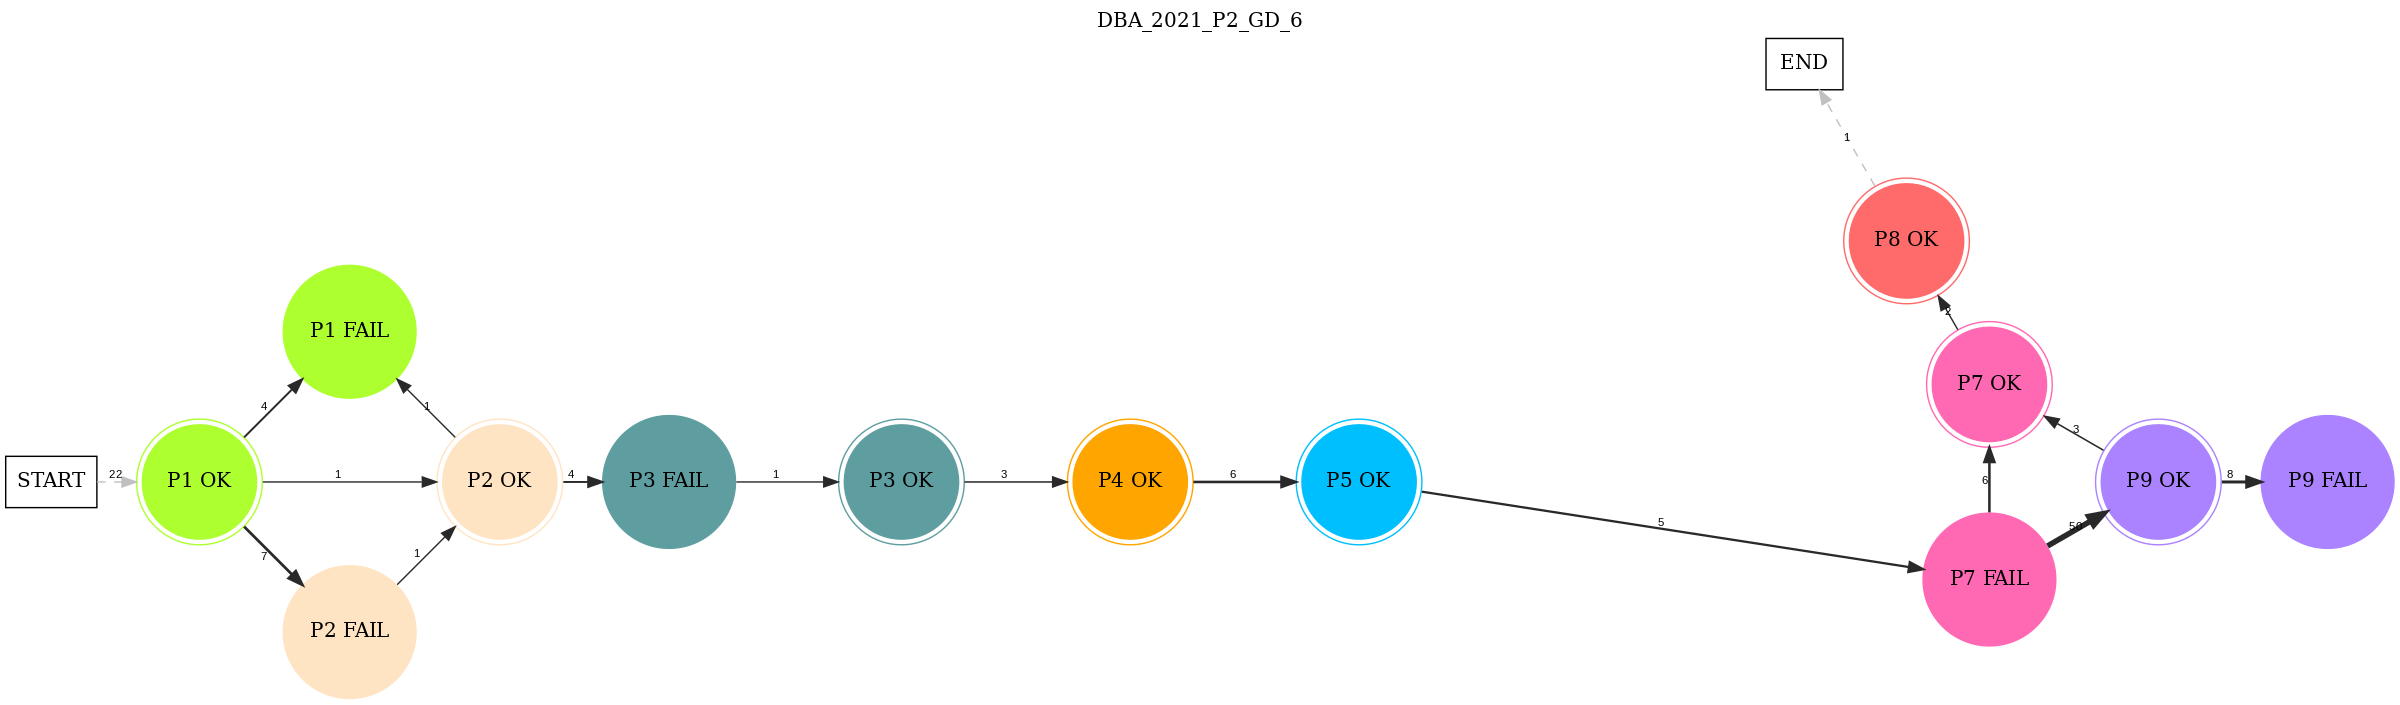 DBA_2021_P2_GD_6
END
1
P8 OK
2
P1 FAIL
P7 OK
4
1
3
START
22
P1 OK
1
P2 OK
4
P3 FAIL
1
P3 OK
3
P4 OK
6
P5 OK
6
P9 OK
8
P9 FAIL
7
1
5
P7 FAIL
P2 FAIL